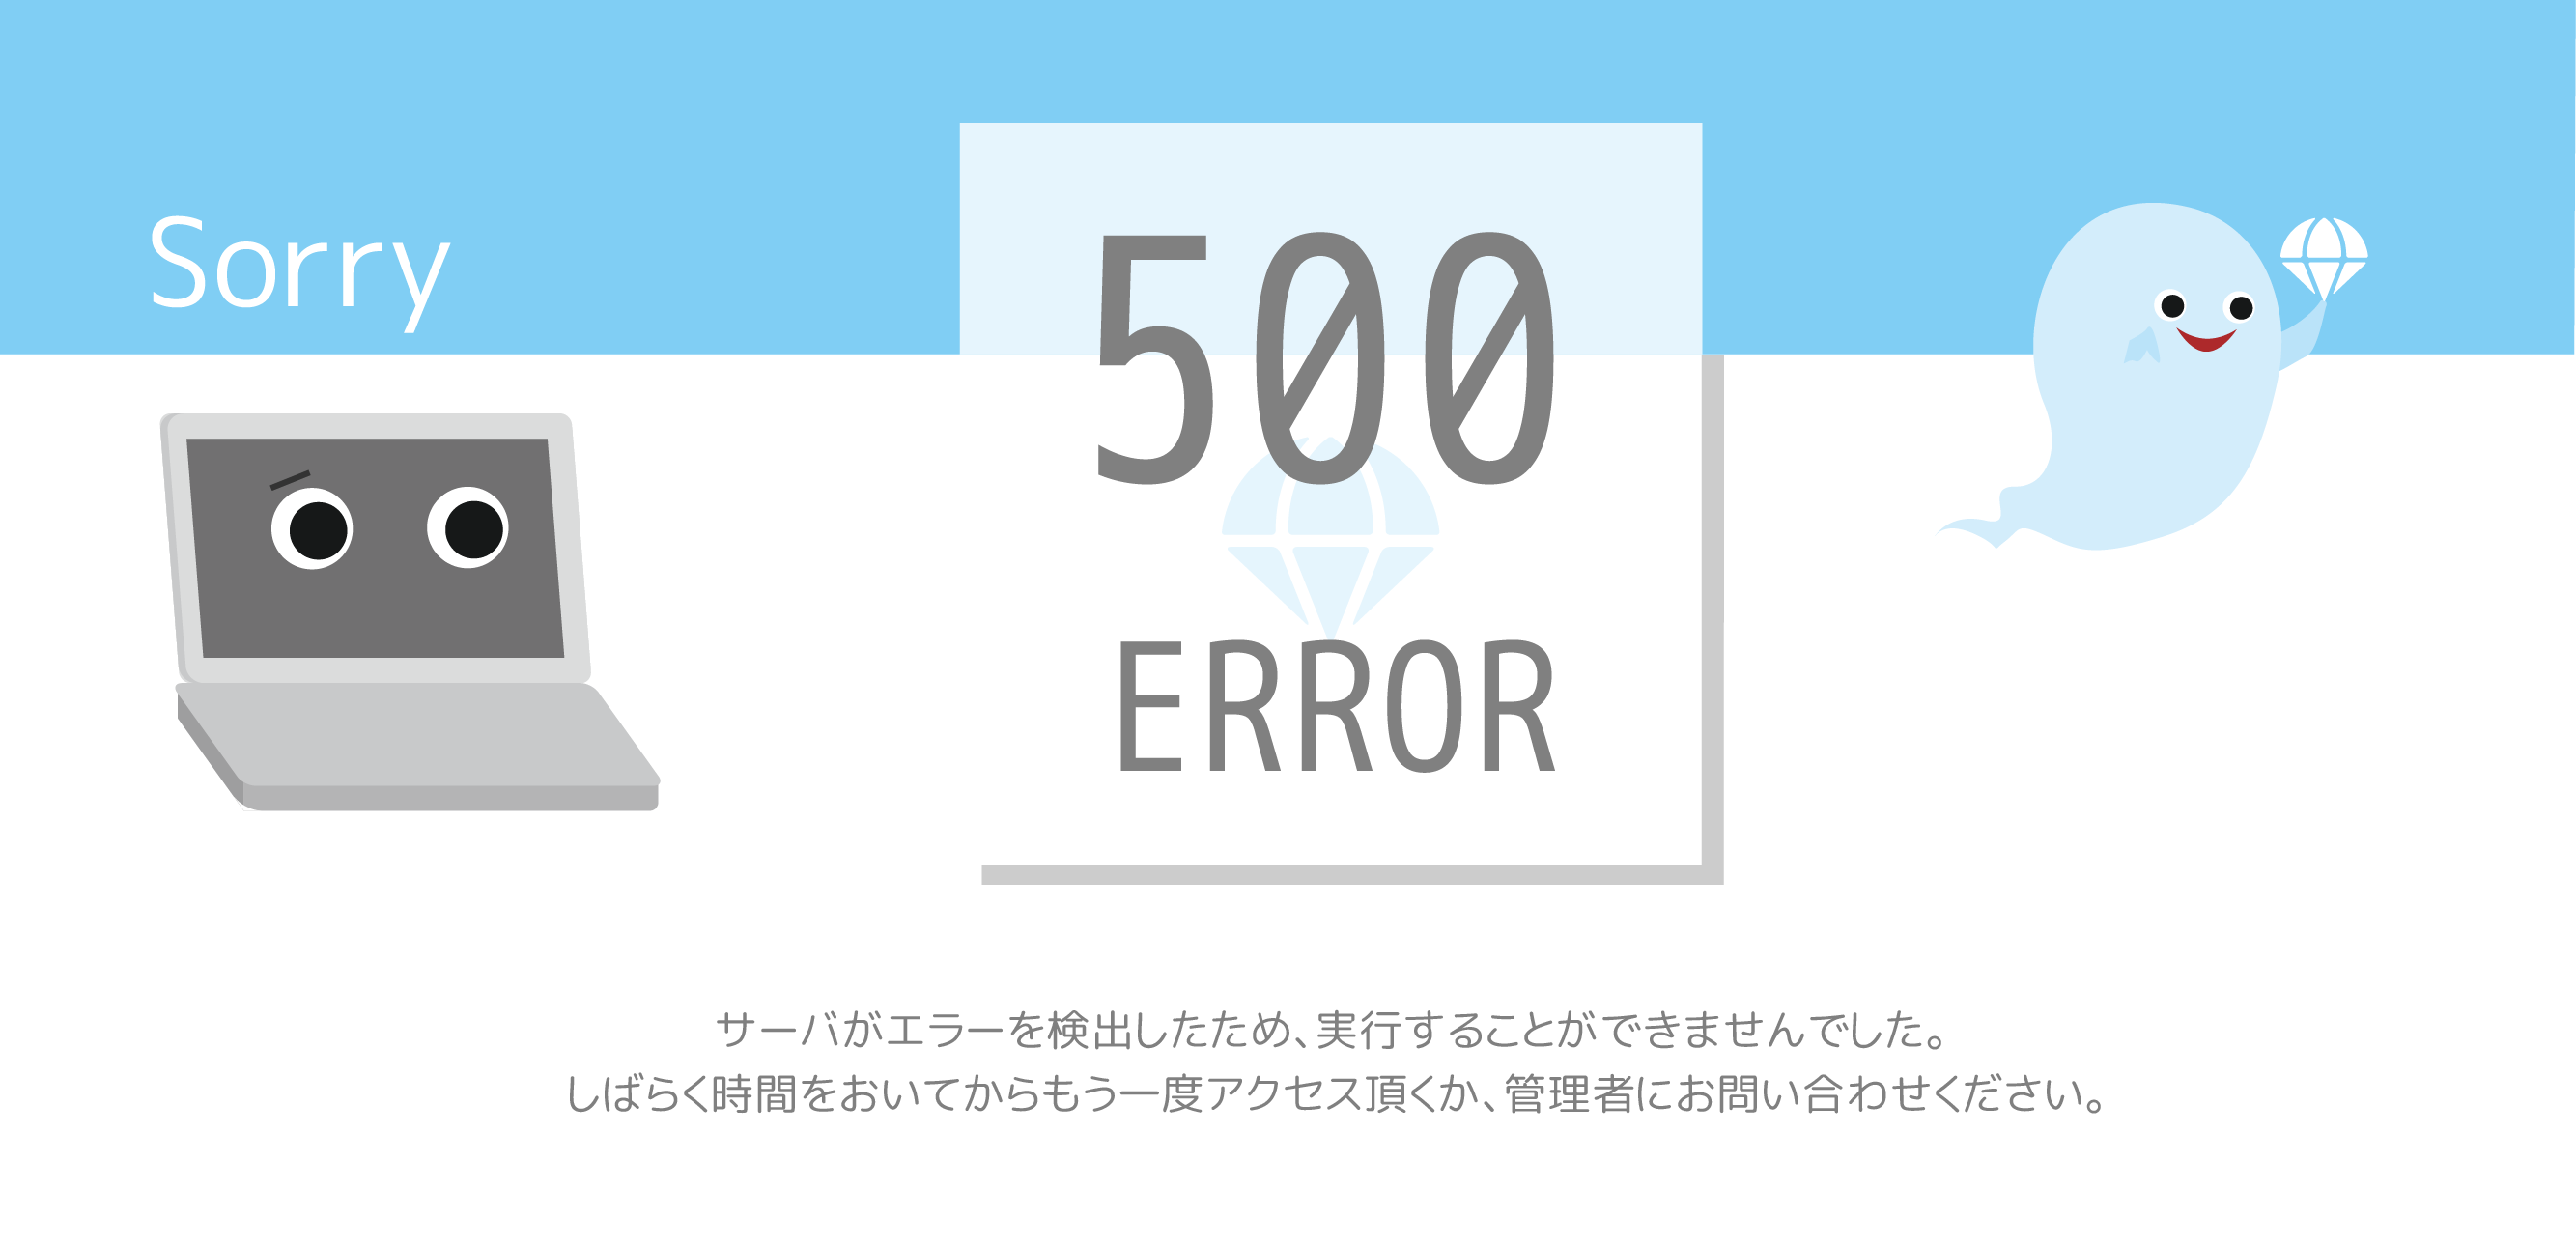 Sorry
500
ERROR
サーバがエラーを検出したため、実行することができませんでした。
しばらく時間をおいてからもう一度アクセス頂くか、管理者にお問い合わせください。